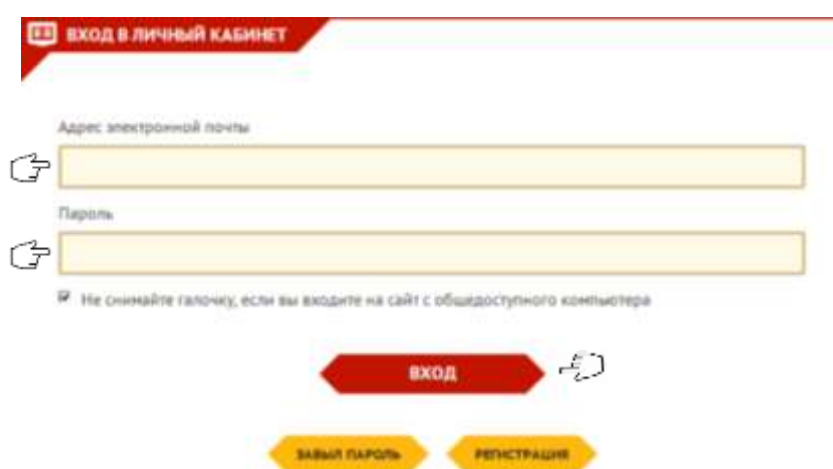 ВХОД В ЛИЧНЫЙ КАБИНЕТ
Адрес электронной почты
Пароль
Не снимайте галочку, если вы входите на сайт с общедоступного компьютера
ВХОД
ЗАБЫЛ ПАРОЛЬ
РЕГИСТРАЦИЯ